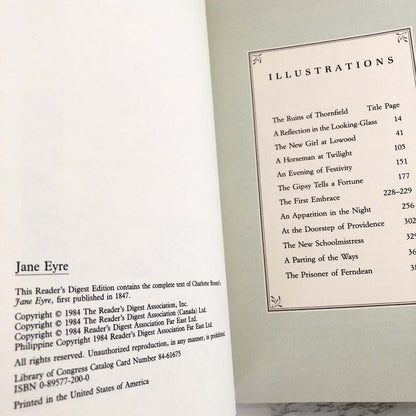 Jane Eyre
This Reader's Digest Edition contains the complete text of Charlotte Brontë's
Jane Eyre, first published in 1847.
Copyright © 1984 The Reader's Digest Association, Inc.
Copyright © 1984 The Reader's Digest Association (Canada) Ltd.
Copyright © 1984 The Reader's Digest Association Far East Ltd.
Philippine Copyright 1984 Reader's Digest Association Far East Ltd.
All rights reserved. Unauthorized reproduction, in any manner, is prohibited.
Library of Congress Catalog Card Number 84-61675
ISBN 0-89577-200-0
Printed in the United States of America
ILLUSTRATIONS
The Ruins of Thornfield Title Page
A Reflection in the Looking-Glass 14
The New Girl at Lowood 41
A Horseman at Twilight 105
An Evening of Festivity 151
The Gipsy Tells a Fortune 177
The First Embrace 228–229
An Apparition in the Night 256
At the Doorstep of Providence 302
The New Schoolmistress 329
A Parting of the Ways 36
The Prisoner of Ferndean